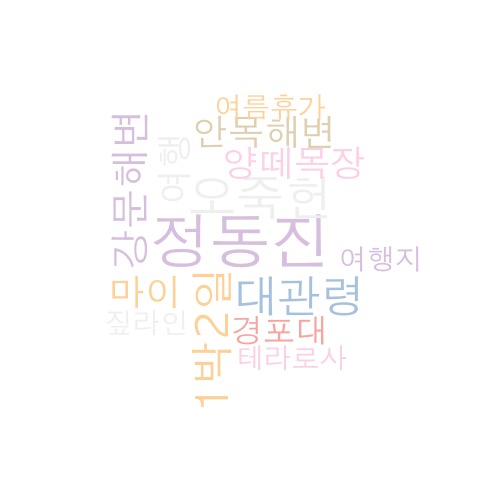 여름휴가
안목해변
양떼목장
여행
오죽헌
강문해변
정동진
여행지
마이
대관령
짚라인
1박2일
경포대
테라로사